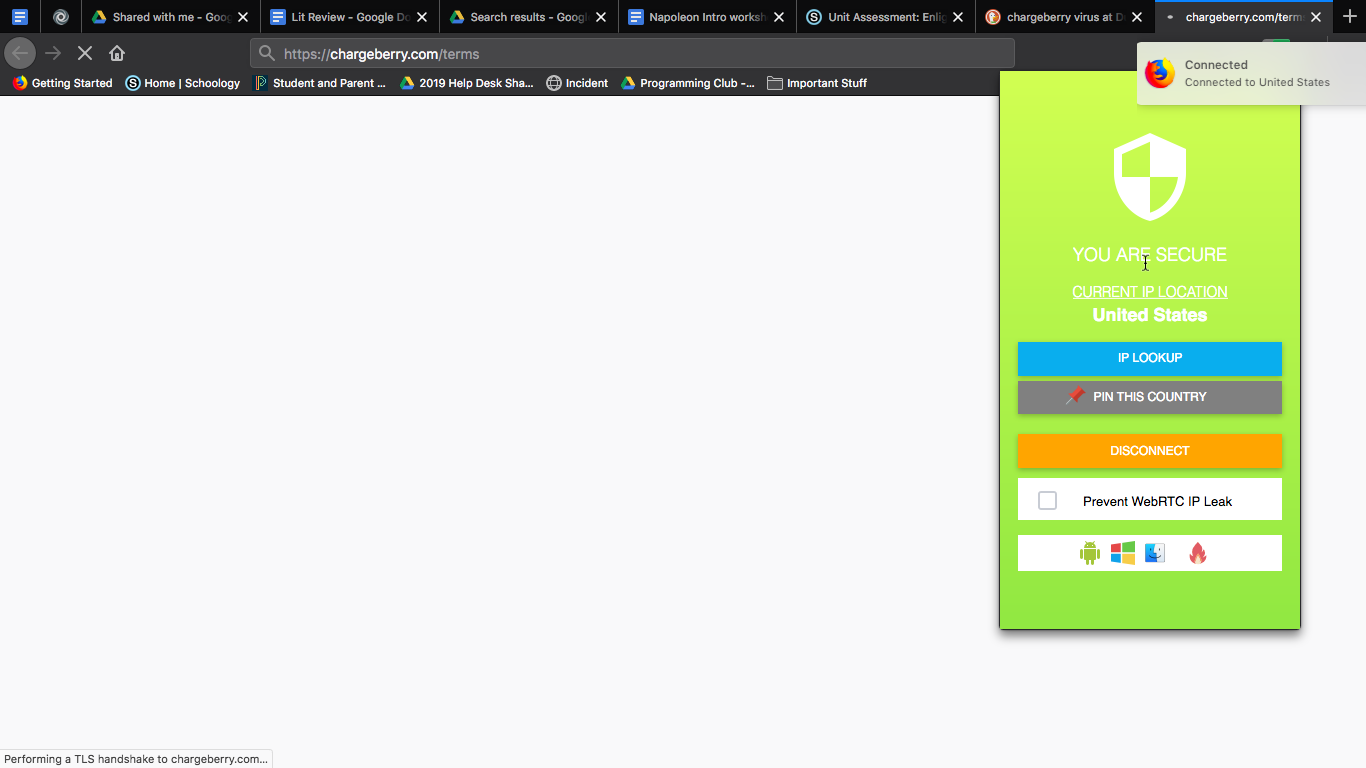 Shared with me - Goog
Lit Review - Google Do
Search results - Googl
Napoleon Intro worksh
Unit Assessment: Enlig
chargeberry virus at D
chargeberry.com/term
https://chargeberry.com/terms
Getting Started
Home | Schoology
Student and Parent ...
2019 Help Desk Sha...
Incident
Programming Club -...
Important Stuff
Connected
Connected to United States
YOU ARE SECURE
CURRENT IP LOCATION
United States
IP LOOKUP
PIN THIS COUNTRY
DISCONNECT
Prevent WebRTC IP Leak
Performing a TLS handshake to chargeberry.com...